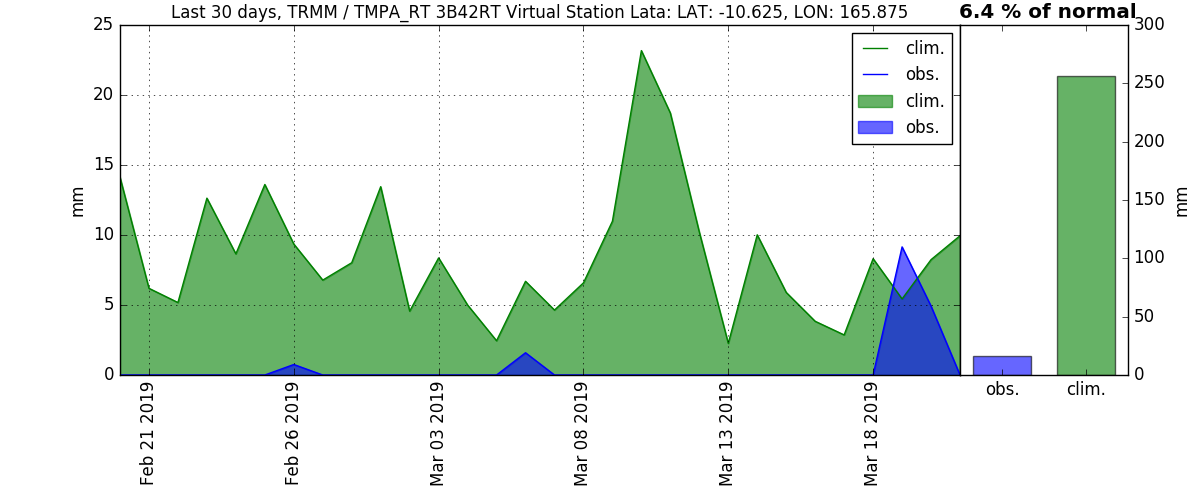 Last 30 days, TRMM / TMPA_RT 3B42RT Virtual Station Lata: LAT: -10.625, LON: 165.875
6.4 % of normal
25
20
15
10
5
0
mm
clim.
obs.
clim.
obs.
Feb 21 2019
Feb 26 2019
Mar 03 2019
Mar 08 2019
Mar 13 2019
Mar 18 2019
300
250
200
150
100
50
0
mm
obs.
clim.